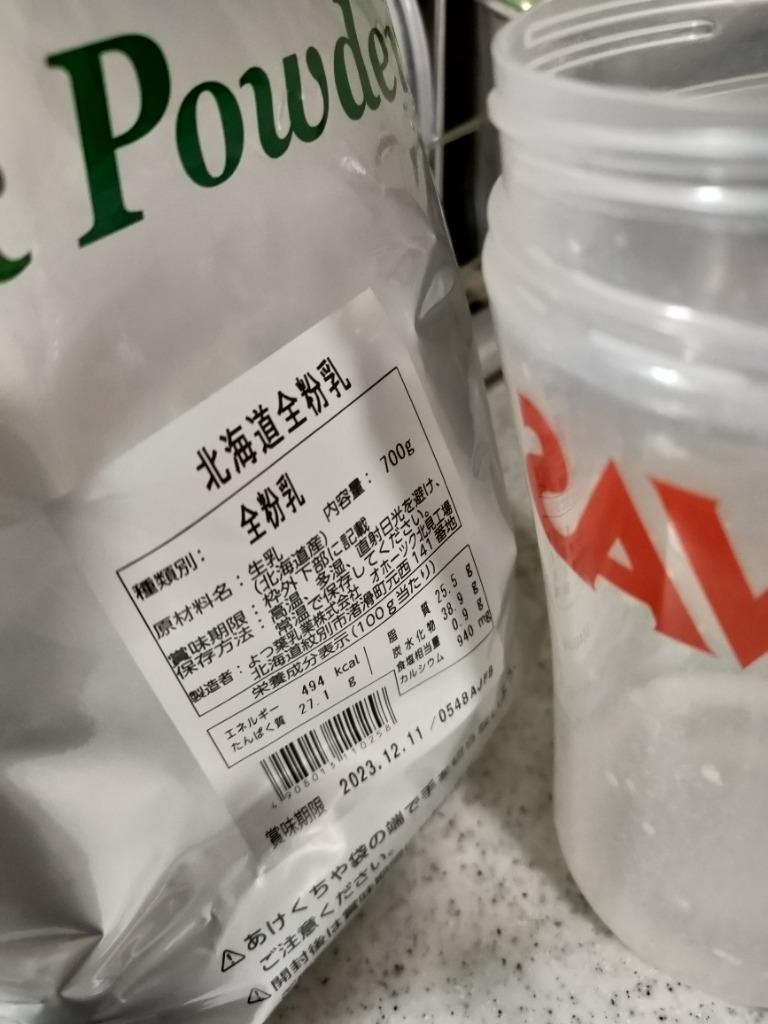 Powder
北海道全粉乳
種類別： 全粉乳 内容量： 700g
原材料名：生乳
(北海道産)
賞味期限：枠外下部に記載
保存方法：常温、多湿、直射日光を避け、
常温で保存してください。
製造者：よつ葉乳業株式会社 オホーツク北見工場
北海道紋別市渚滑町元西 141 番地
栄養成分表示(100g当たり)
エネルギー 494 kcal
たんぱく質 27.1 g
脂質 25.5 g
炭水化物 38.9 g
食塩相当量 0.9 g
カルシウム 940 mg
賞味期限 2023.12.11 /0548AJFB
⚠あけくちや袋の端で手を切らないよう
ご注意ください。
⚠開封後は
SAV